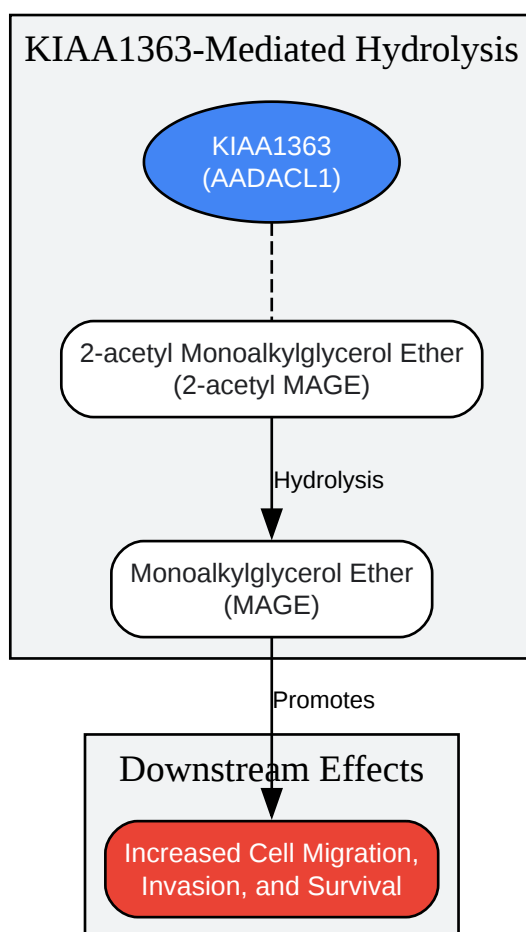 KIAA1363-Mediated Hydrolysis
KIAA1363
(AADACL1)
2-acetyl Monoalkylglycerol Ether
(2-acetyl MAGE)
Hydrolysis
Monoalkylglycerol Ether
(MAGE)
Promotes
Downstream Effects
Increased Cell Migration,
Invasion, and Survival